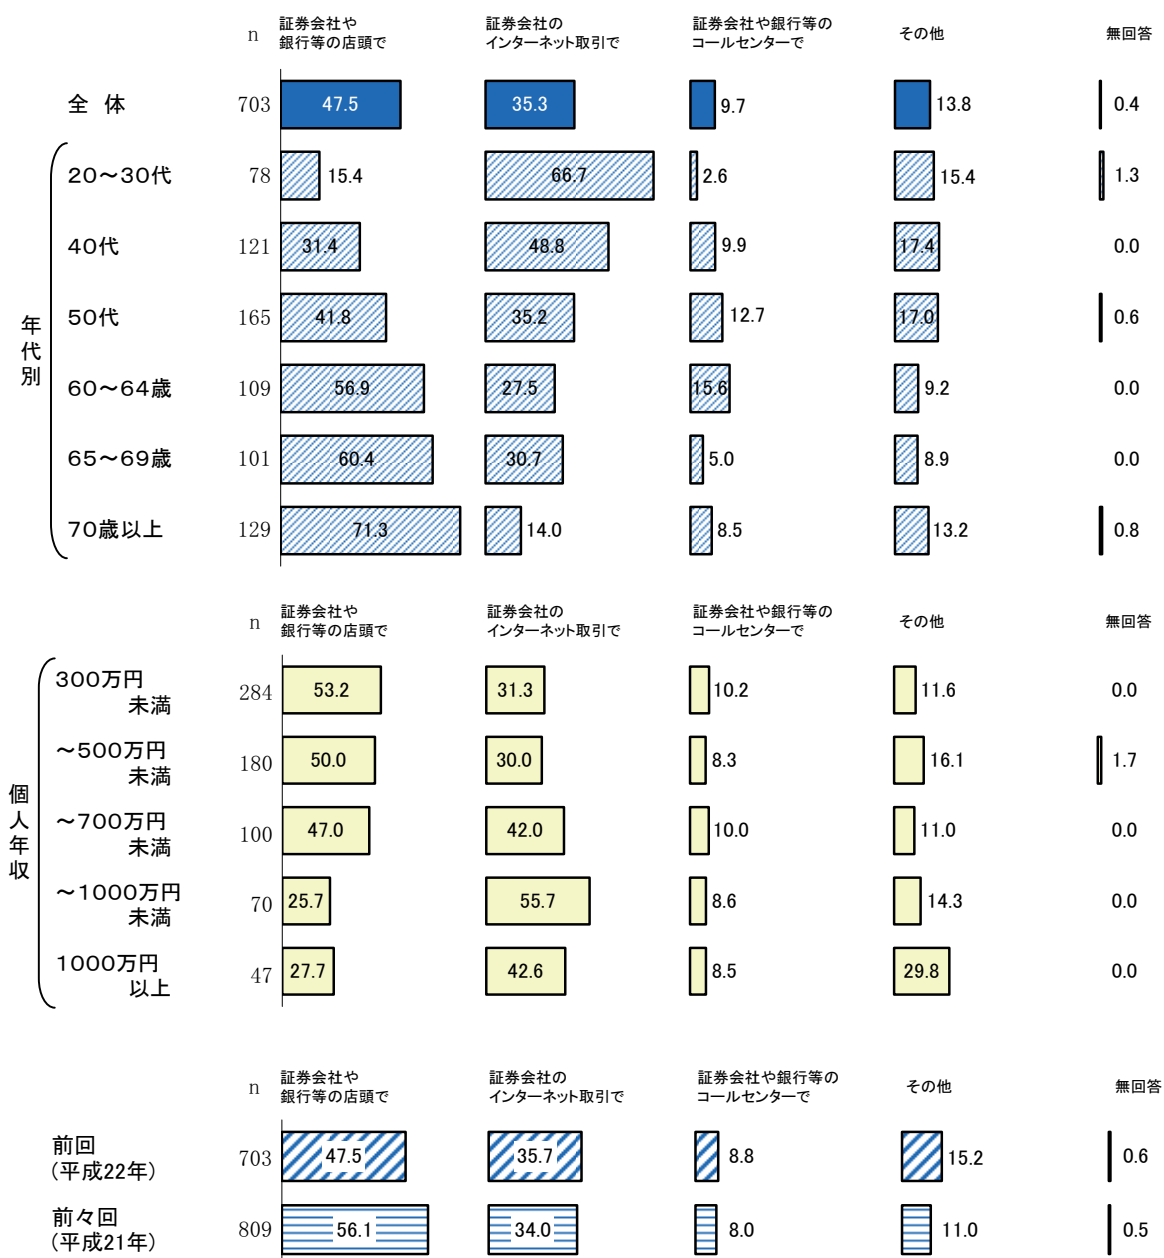 n 証券会社や 証券会社の 証券会社や銀行等の その他 無回答
銀行等の店頭で インターネット取引で コールセンターで
全 体 703 47.5 35.3 9.7 13.8 0.4
年代別
20～30代 78 15.4 66.7 2.6 15.4 1.3
40代 121 31.4 48.8 9.9 17.4 0.0
50代 165 41.8 35.2 12.7 17.0 0.6
60～64歳 109 56.9 27.5 15.6 9.2 0.0
65～69歳 101 60.4 30.7 5.0 8.9 0.0
70歳以上 129 71.3 14.0 8.5 13.2 0.8
n 証券会社や 証券会社の 証券会社や銀行等の その他 無回答
銀行等の店頭で インターネット取引で コールセンターで
個人年収
300万円
未満 284 53.2 31.3 10.2 11.6 0.0
～500万円
未満 180 50.0 30.0 8.3 16.1 1.7
～700万円
未満 100 47.0 42.0 10.0 11.0 0.0
～1000万円
未満 70 25.7 55.7 8.6 14.3 0.0
1000万円
以上 47 27.7 42.6 8.5 29.8 0.0
n 証券会社や 証券会社の 証券会社や銀行等の その他 無回答
銀行等の店頭で インターネット取引で コールセンターで
前回
(平成22年) 703 47.5 35.7 8.8 15.2 0.6
前々回
(平成21年) 809 56.1 34.0 8.0 11.0 0.5